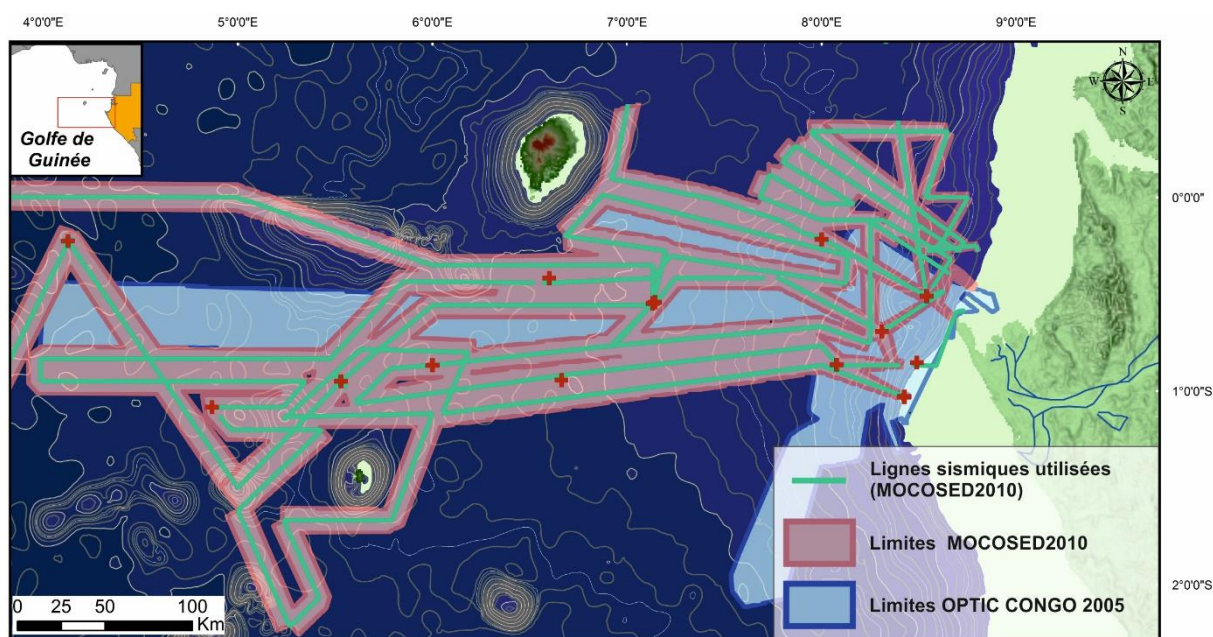 4°0'0"E 5°0'0"E 6°0'0"E 7°0'0"E 8°0'0"E 9°0'0"E
Golfe de
Guinée
N
W E
S
0°0'0"
1°0'0"S
2°0'0"S
Lignes sismiques utilisées
(MOCOSED2010)
Limites MOCOSED2010
Limites OPTIC CONGO 2005
0 25 50 100
Km